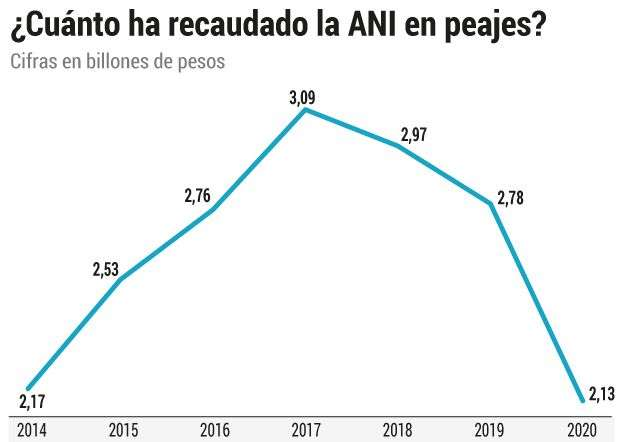 ¿Cuánto ha recaudado la ANI en peajes?
Cifras en billones de pesos
3,09
2,97
2,76
2,78
2,53
2,17
2,13
2014 2015 2016 2017 2018 2019 2020